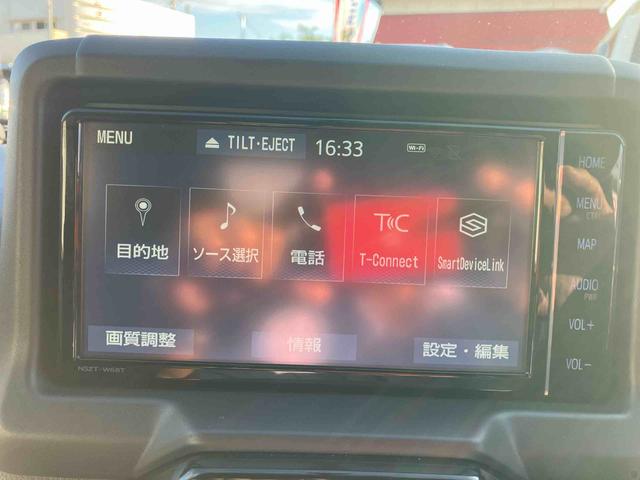 MENU
TILT·EJECT
16:33
Wi-Fi
目的地
ソース選択
電話
T-Connect
SmartDeviceLink
画質調整
情報
設定・編集
NSZT-W68T
HOME
MENU
MAP
AUDIO
PWR
VOL+
VOL-